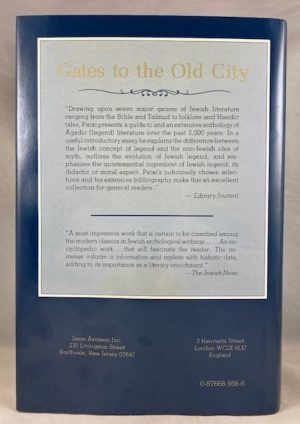 Gates to the Old City
"Drawing upon seven major genres of Jewish literature
ranging from the Bible and Talmud to folklore and Hasidic
tales, Patai presents a guide to and an extensive anthology of
Agadic (legend) literature over the past 3,000 years. In a
useful introductory essay he explains the difference between
the Jewish concept of legend and the non-Jewish idea of
myth, outlines the evolution of Jewish legend, and em-
phasizes the quintessential ingredient of Jewish legend: its
didactic or moral aspect. Patai's judiciously chosen selec-
tions and his extensive bibliography make this an excellent
collection for general readers."
— Library Journal
"A most impressive work that is certain to be classified among
the modern classics in Jewish anthological writings . . . An en-
cyclopedic work . . . that will fascinate the reader. The im-
mense volume is informative and replete with historic data,
adding to its importance as a literary enrichment."
—The Jewish News
Jason Aronson Inc.
230 Livingston Street
Northvale, New Jersey 07647
3 Henrietta Street
London WC2E 8LU
England
0-87668-958-6